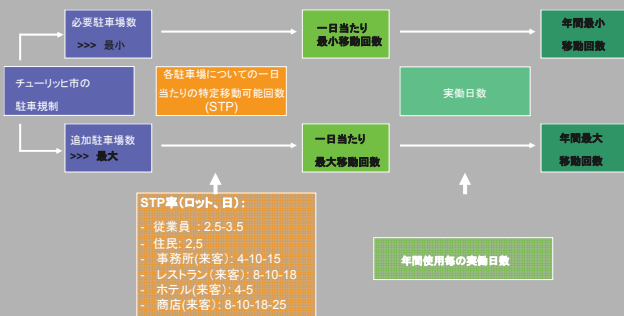 必要駐車場数
>>> 最小
一日当たり
最小移動回数
年間最小
移動回数
チューリッヒ市の
駐車規制
各駐車場についての一日
当たりの特定移動可能回数
(STP)
実働日数
追加駐車場数
>>> 最大
一日当たり
最大移動回数
年間最大
移動回数
STP率(ロット、日):
- 従業員 : 2.5-3.5
- 住民: 2,5
- 事務所(来客): 4-10-15
- レストラン(来客): 8-10-18
- ホテル(来客): 4-5
- 商店(来客): 8-10-18-25
年間使用毎の実働日数